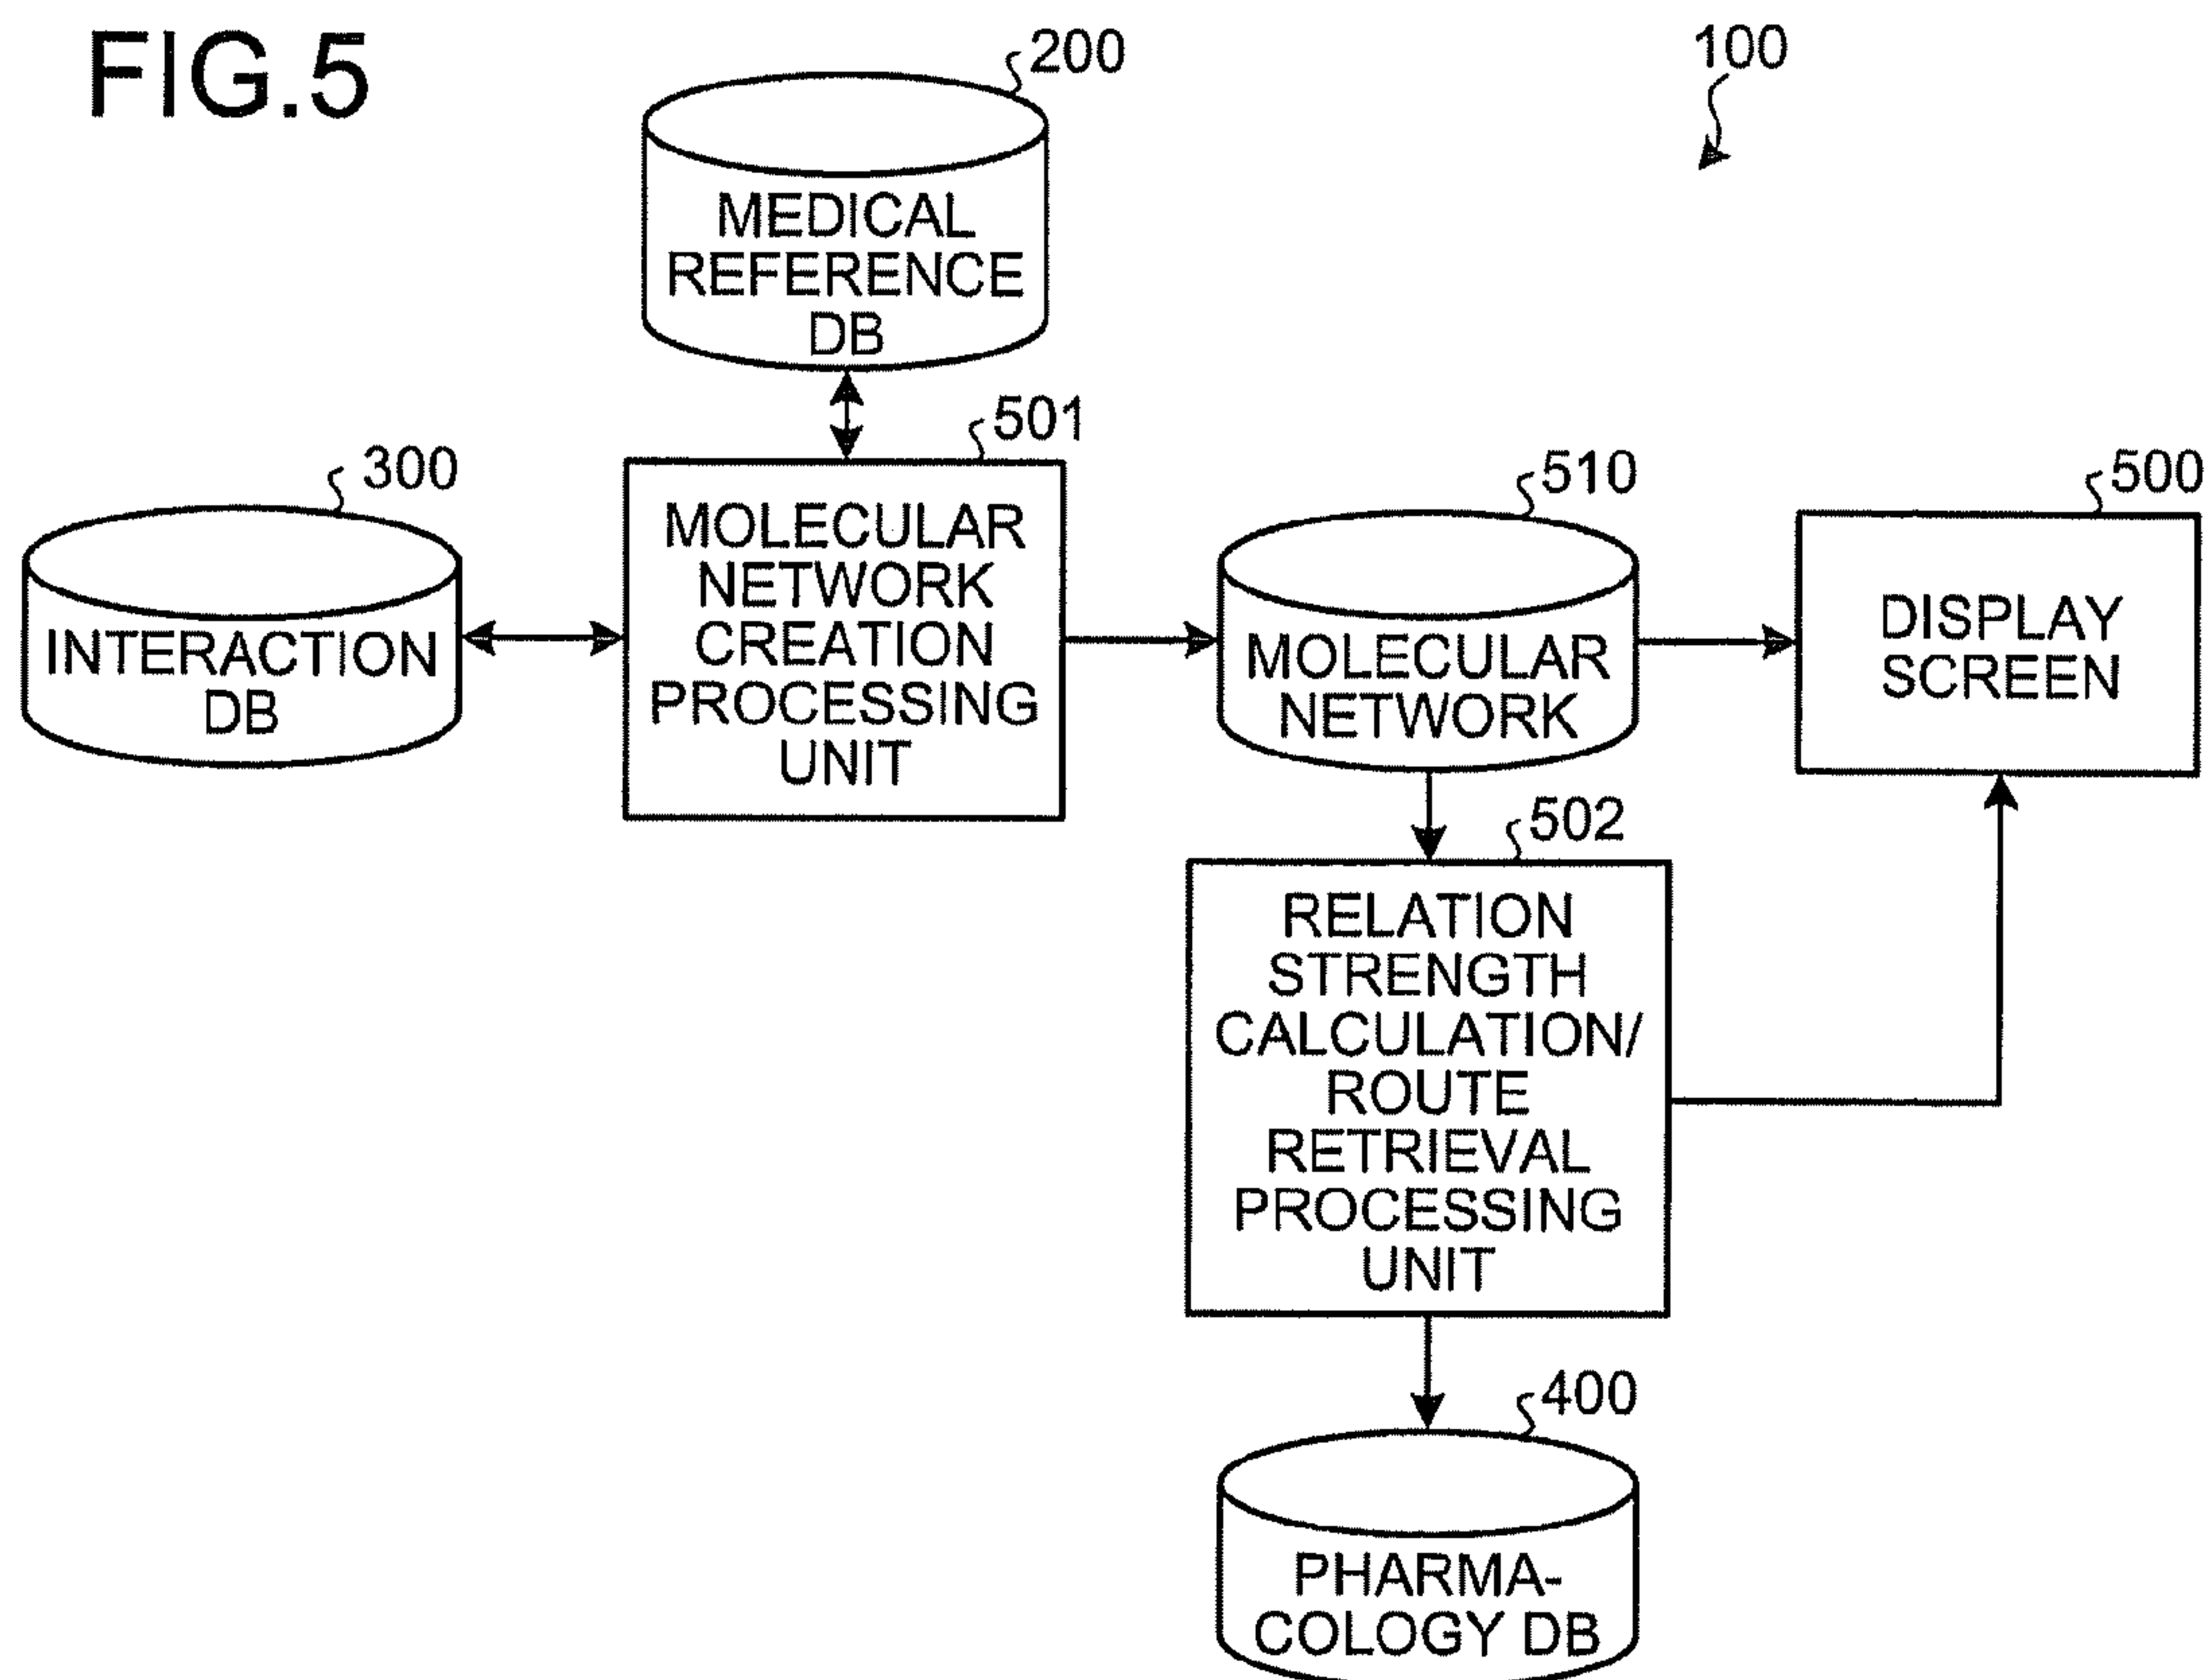 FIG.5
200
100
MEDICAL
REFERENCE
DB
501
300
510
500
INTERACTION
DB
MOLECULAR
NETWORK
CREATION
PROCESSING
UNIT
MOLECULAR
NETWORK
DISPLAY
SCREEN
502
RELATION
STRENGTH
CALCULATION/
ROUTE
RETRIEVAL
PROCESSING
UNIT
400
PHARMA-
COLOGY DB